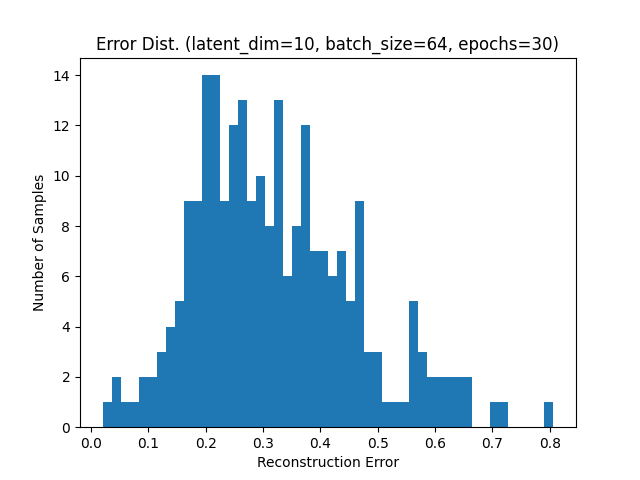 Error Dist. (latent_dim=10, batch_size=64, epochs=30)
14
12
10
8
6
4
2
0
Number of Samples
0.0 0.1 0.2 0.3 0.4 0.5 0.6 0.7 0.8
Reconstruction Error